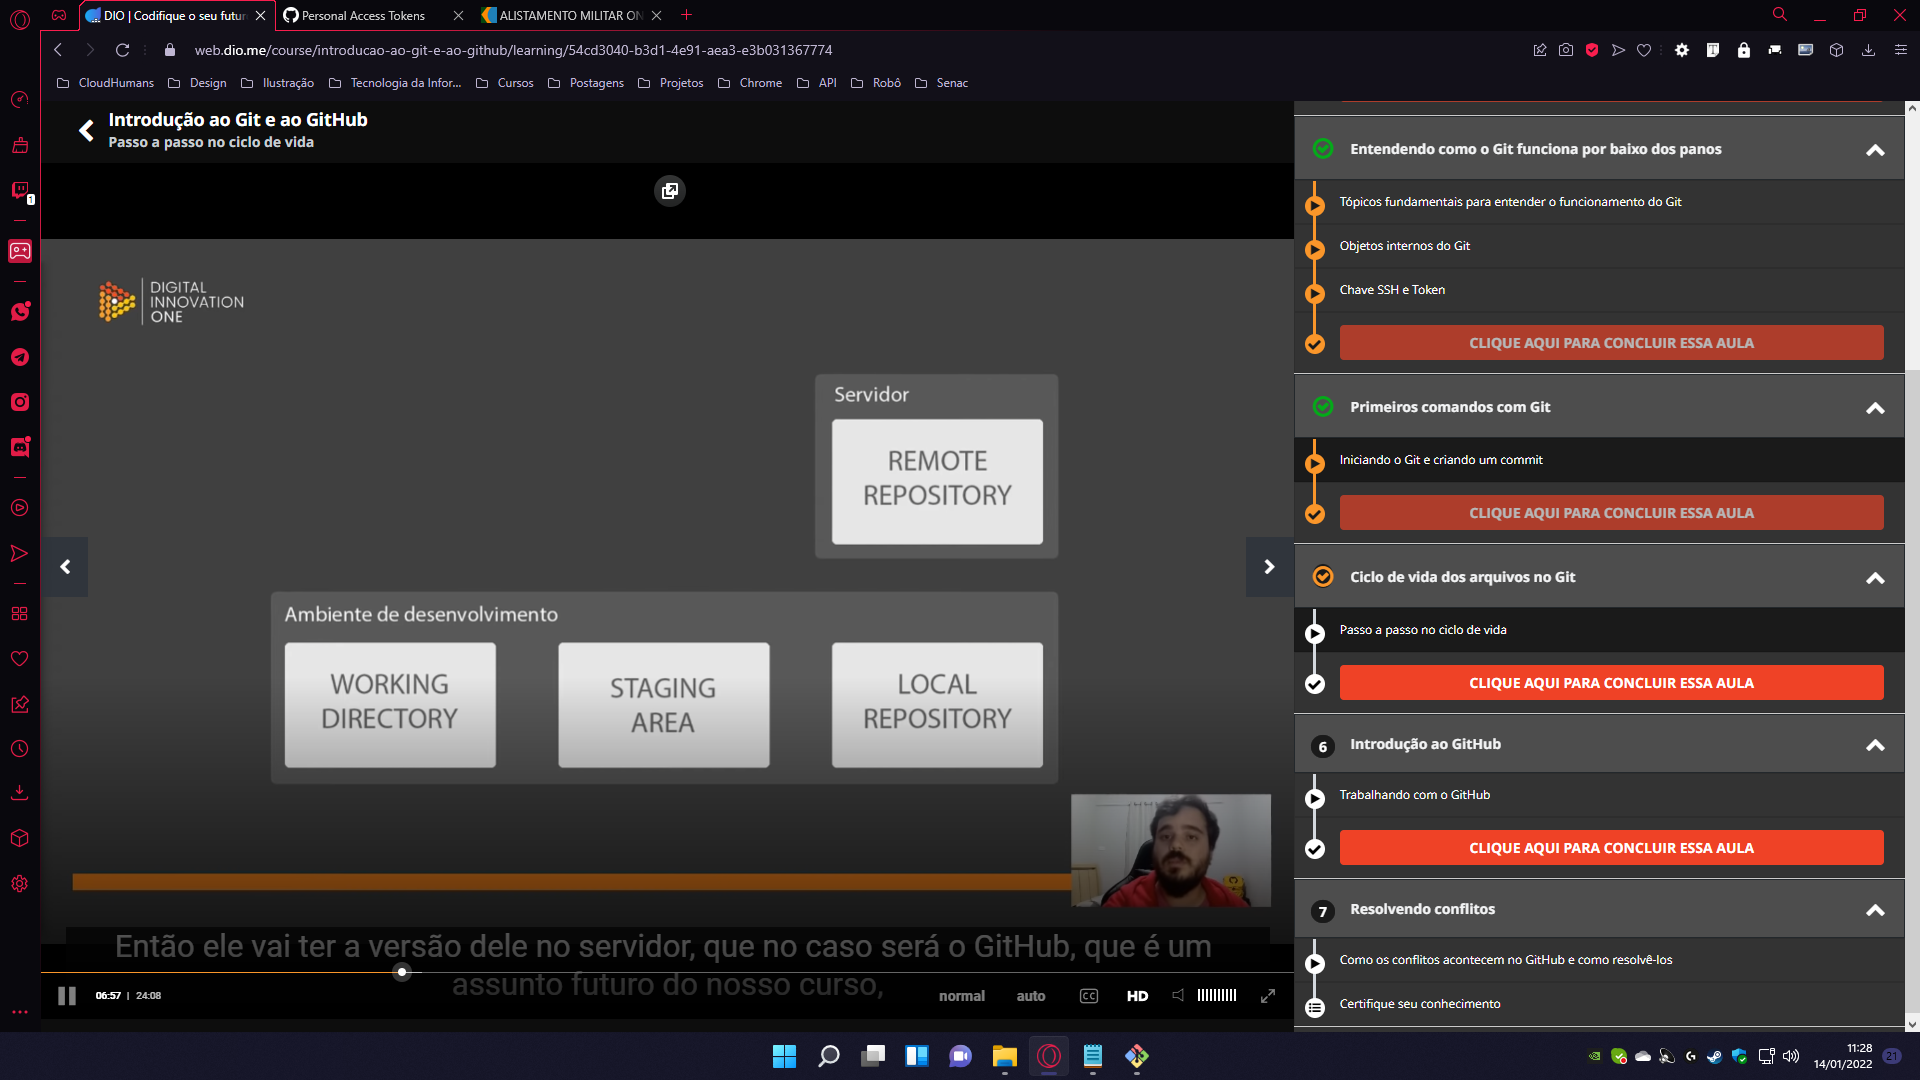 DIO | Codifique o seu futur
Personal Access Tokens
ALISTAMENTO MILITAR ON
web.dio.me/course/introducao-ao-git-e-ao-github/learning/54cd3040-b3d1-4e91-aea3-e3b031367774
CloudHumans
Design
Ilustração
Tecnologia da Infor...
Cursos
Postagens
Projetos
Chrome
API
Robô
Senac
Introdução ao Git e ao GitHub
Passo a passo no ciclo de vida
1
DIGITAL
INNOVATION
ONE
Servidor
REMOTE
REPOSITORY
Ambiente de desenvolvimento
WORKING
DIRECTORY
STAGING
AREA
LOCAL
REPOSITORY
Então ele vai ter a versão dele no servidor, que no caso será o GitHub, que é um
assunto futuro do nosso curso,
06:57 | 24:08
normal
auto
CC
HD
Entendendo como o Git funciona por baixo dos panos
Tópicos fundamentais para entender o funcionamento do Git
Objetos internos do Git
Chave SSH e Token
CLIQUE AQUI PARA CONCLUIR ESSA AULA
Primeiros comandos com Git
Iniciando o Git e criando um commit
CLIQUE AQUI PARA CONCLUIR ESSA AULA
Ciclo de vida dos arquivos no Git
Passo a passo no ciclo de vida
CLIQUE AQUI PARA CONCLUIR ESSA AULA
6 Introdução ao GitHub
Trabalhando com o GitHub
CLIQUE AQUI PARA CONCLUIR ESSA AULA
7 Resolvendo conflitos
Como os conflitos acontecem no GitHub e como resolvê-los
Certifique seu conhecimento
11:28
14/01/2022
21